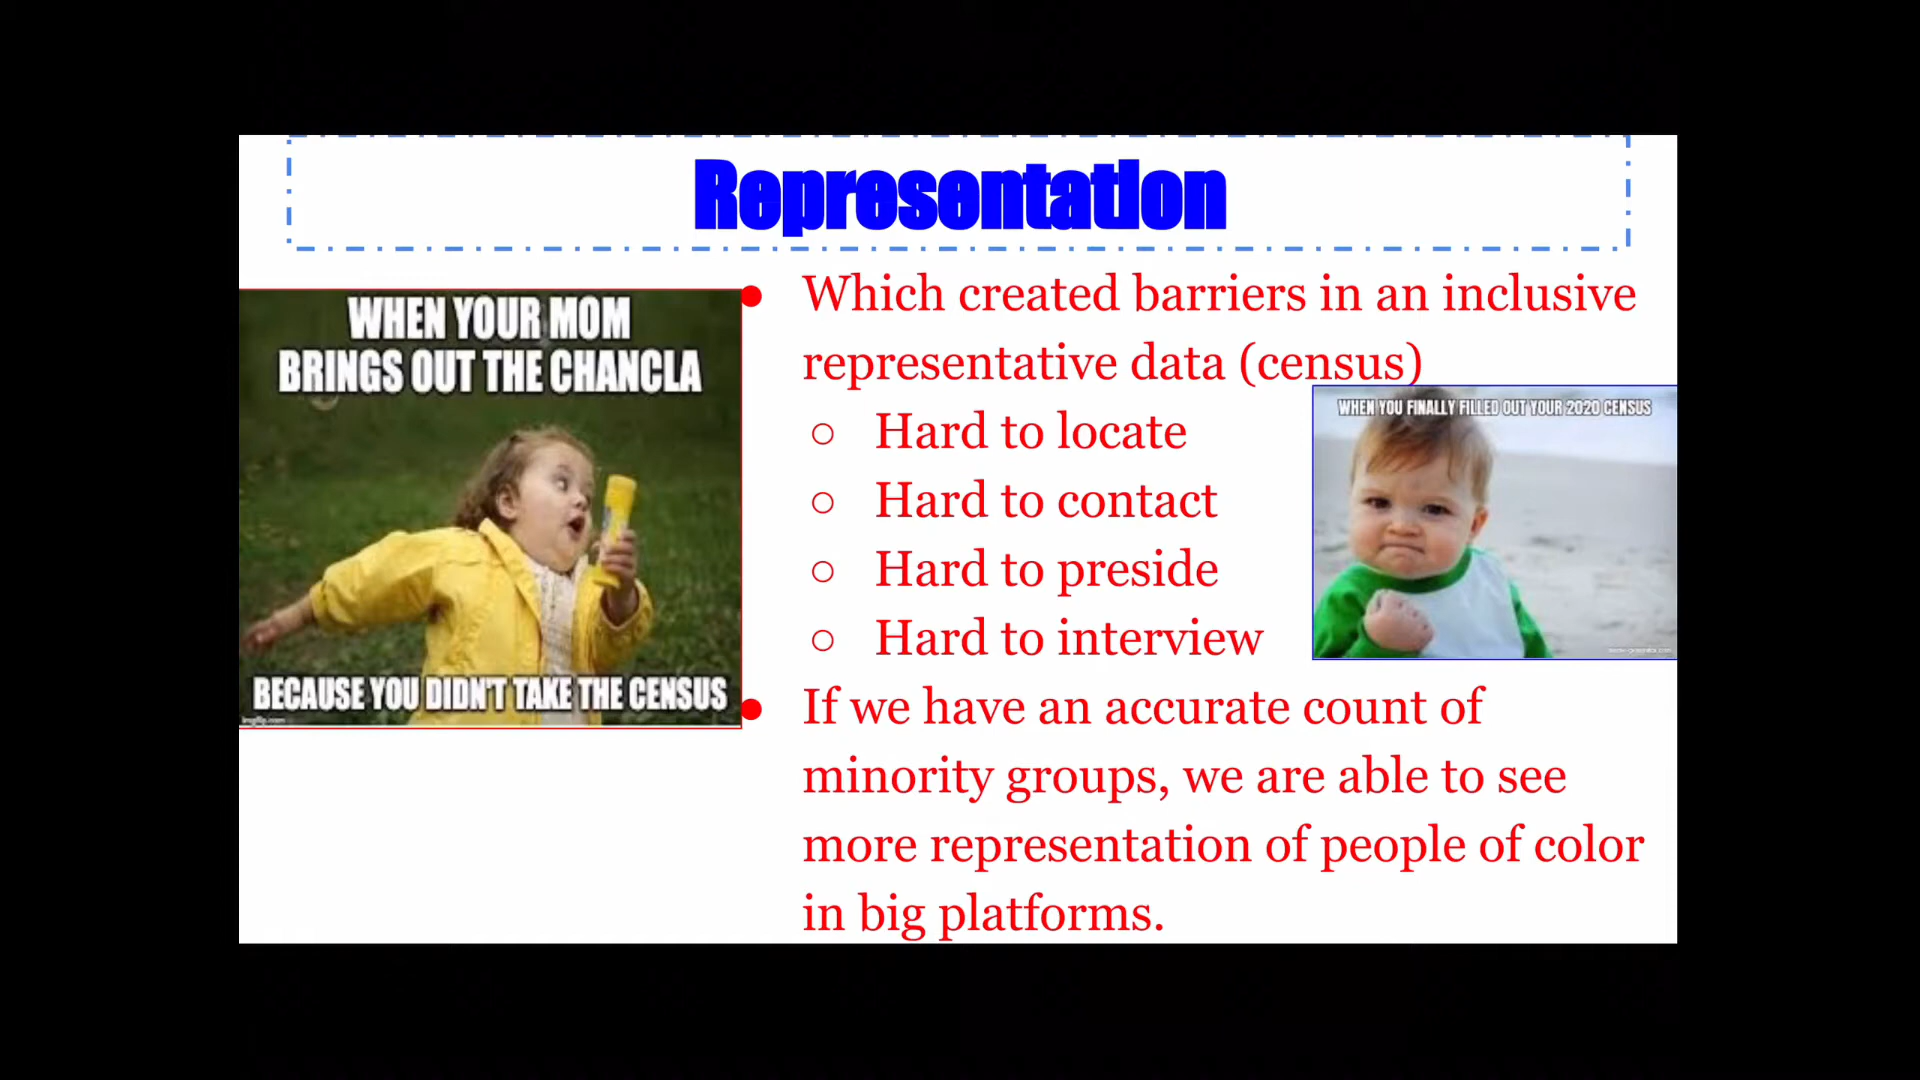 Representation
WHEN YOUR MOM
BRINGS OUT THE CHANCLA
BECAUSE YOU DIDN'T TAKE THE CENSUS
imgflip.com
Which created barriers in an inclusive
representative data (census)
Hard to locate
Hard to contact
Hard to preside
Hard to interview
WHEN YOU FINALLY FILLED OUT YOUR 2020 CENSUS
If we have an accurate count of
minority groups, we are able to see
more representation of people of color
in big platforms.